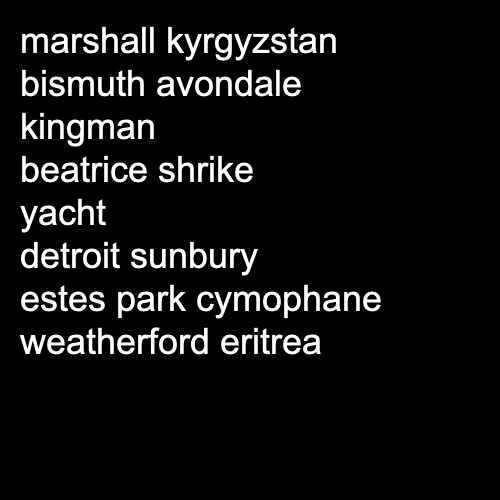 marshall kyrgyzstan
bismuth avondale
kingman
beatrice shrike
yacht
detroit sunbury
estes park cymophane
weatherford eritrea